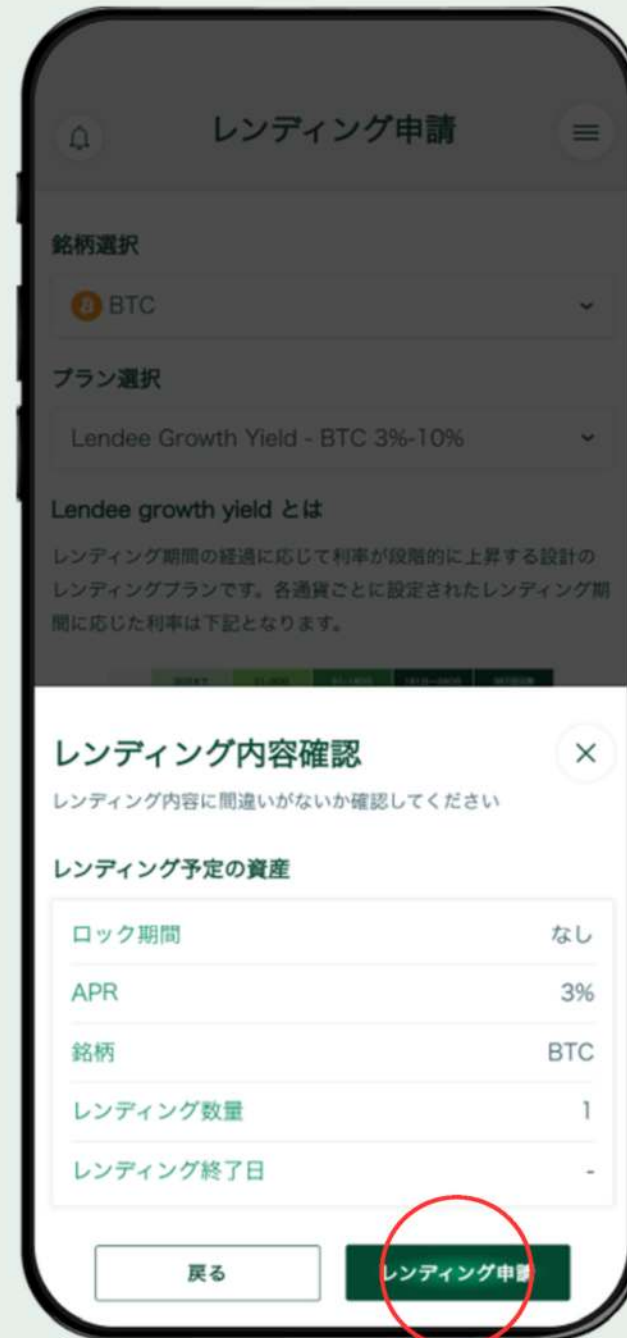 レンディング申請
銘柄選択
BTC
プラン選択
Lendee Growth Yield - BTC 3%-10%
Lendee growth yield とは
レンディング期間の経過に応じて利率が段階的に上昇する設計の
レンディングプランです。各通貨ごとに設定されたレンディング期
間に応じた利率は下記となります。
レンディング内容確認
レンディング内容に間違いがないか確認してください
レンディング予定の資産
ロック期間 なし
APR 3%
銘柄 BTC
レンディング数量 1
レンディング終了日 -
戻る レンディング申請